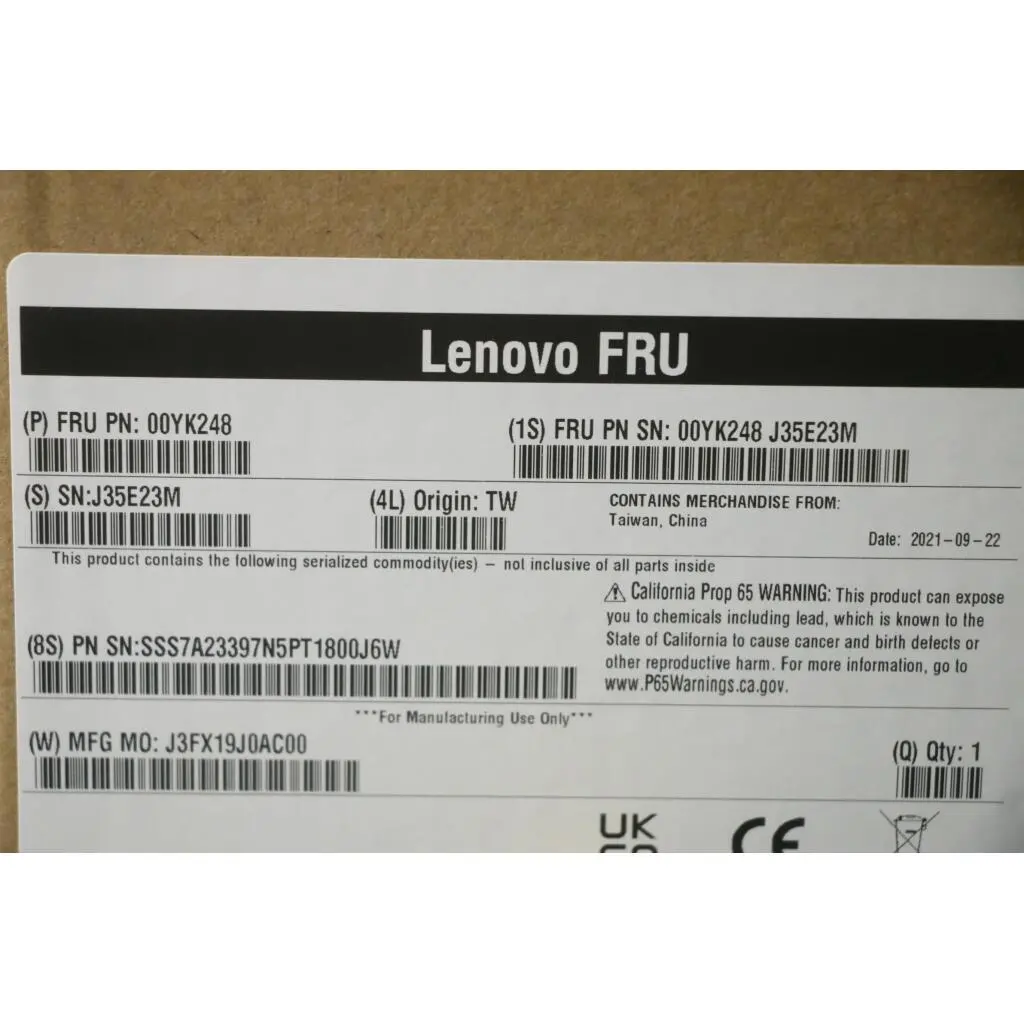 Lenovo FRU
(P) FRU PN: 00YK248
(1S) FRU PN SN: 00YK248 J35E23M
(S) SN:J35E23M
(4L) Origin: TW
CONTAINS MERCHANDISE FROM:
Taiwan, China
Date: 2021-09-22
This product contains the following serialized commodity(ies) – not inclusive of all parts inside
⚠ California Prop 65 WARNING: This product can expose
you to chemicals including lead, which is known to the
State of California to cause cancer and birth defects or
other reproductive harm. For more information, go to
www.P65Warnings.ca.gov.
(8S) PN SN:SSS7A23397N5PT1800J6W
***For Manufacturing Use Only***
(W) MFG MO: J3FX19J0AC00
(Q) Qty: 1
UK
CE